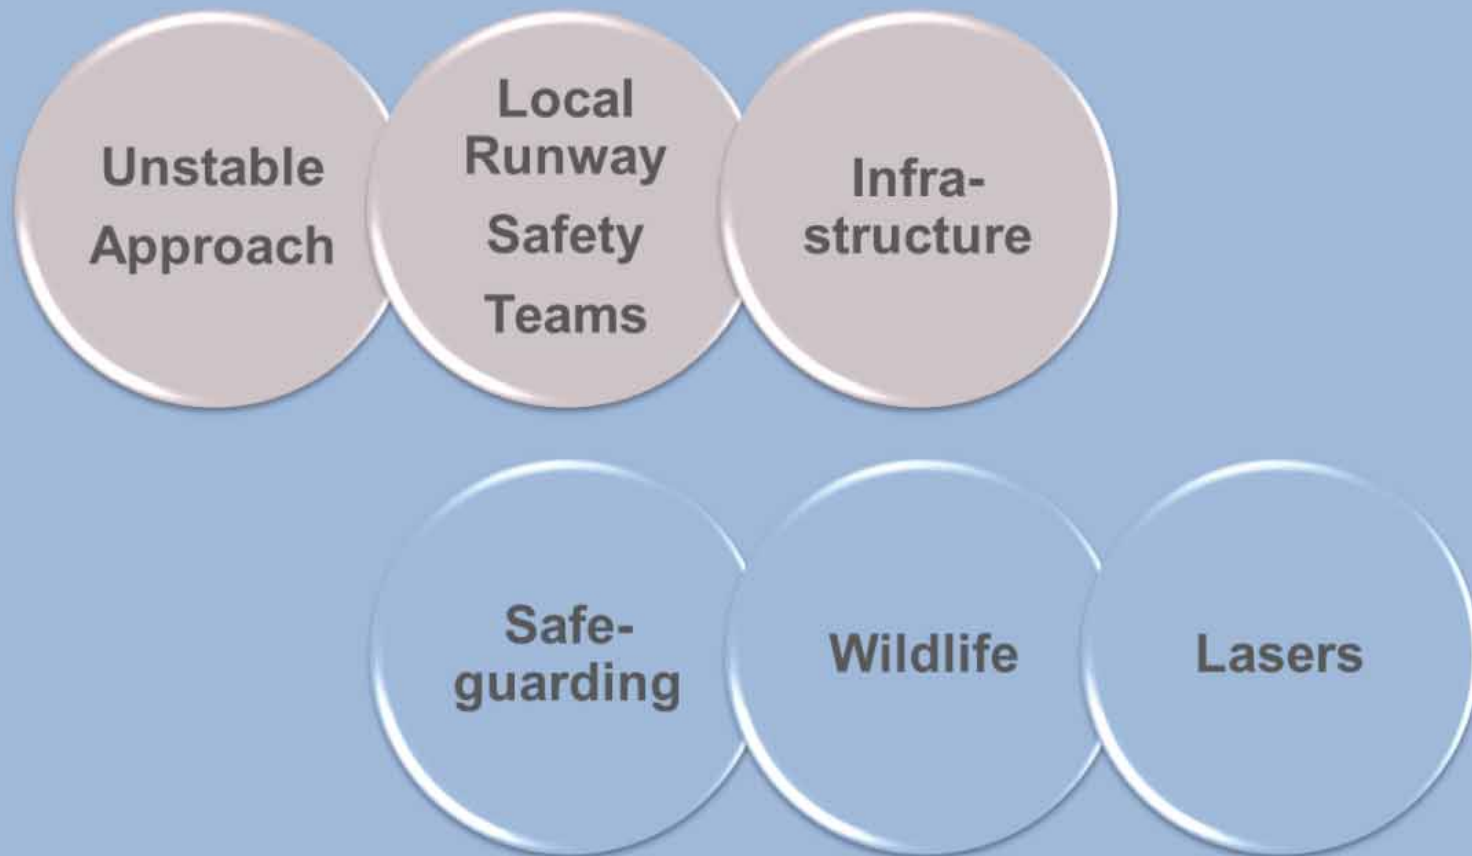 Unstable
Approach
Local
Runway
Safety
Teams
Infra-
structure
Safe-
guarding
Wildlife
Lasers